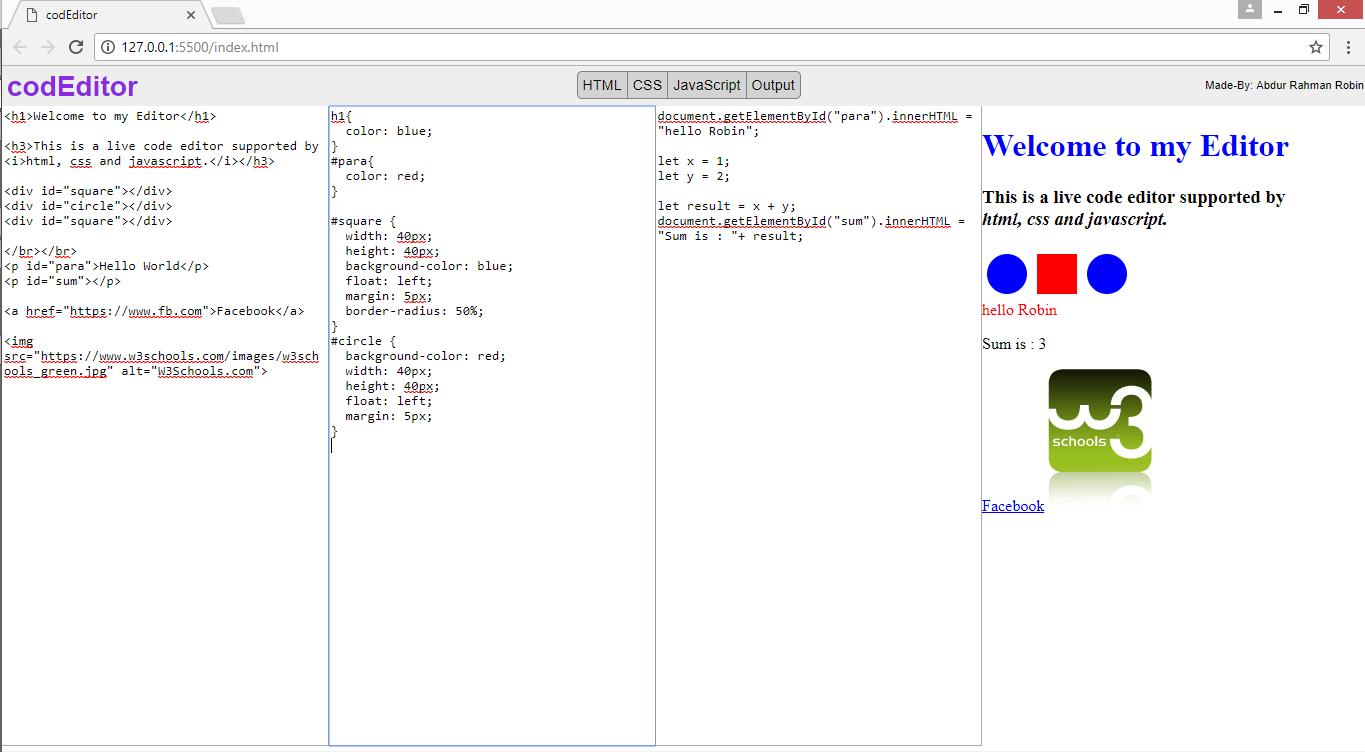 codEditor
127.0.0.1:5500/index.html
codEditor
HTML CSS JavaScript Output
Made-By: Abdur Rahman Robin
<h1>Welcome to my Editor</h1>
<h3>This is a live code editor supported by
<i>html, css and javascript.</i></h3>
<div id="square"></div>
<div id="circle"></div>
<div id="square"></div>
</br></br>
<p id="para">Hello World</p>
<p id="sum"></p>
<a href="https://www.fb.com">Facebook</a>
<img
src="https://www.w3schools.com/images/w3sch
ools_green.jpg" alt="W3Schools.com">
h1{
  color: blue;
}
#para{
  color: red;
}
#square {
  width: 40px;
  height: 40px;
  background-color: blue;
  float: left;
  margin: 5px;
  border-radius: 50%;
}
#circle {
  background-color: red;
  width: 40px;
  height: 40px;
  float: left;
  margin: 5px;
}
document.getElementById("para").innerHTML =
"hello Robin";
let x = 1;
let y = 2;
let result = x + y;
document.getElementById("sum").innerHTML =
"Sum is : "+ result;
Welcome to my Editor
This is a live code editor supported by
html, css and javascript.
hello Robin
Sum is : 3
w3
schools
Facebook